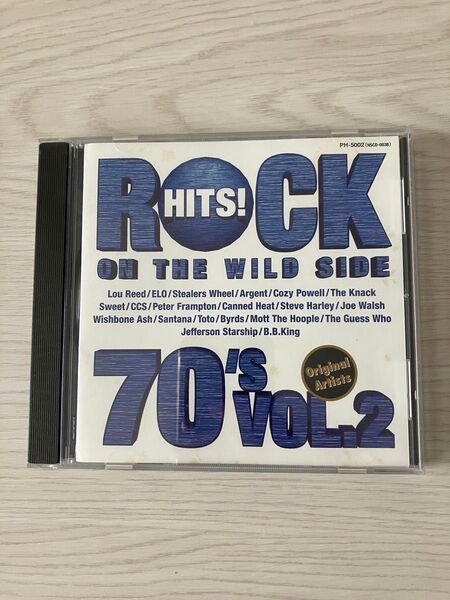 PH-5002 (NSCD-003B)
ROCK
HITS!
ON THE WILD SIDE
Lou Reed/ELO/Stealers Wheel/Argent/Cozy Powell/The Knack
Sweet/CCS/Peter Frampton/Canned Heat/Steve Harley/Joe Walsh
Wishbone Ash/Santana/Toto/Byrds/Mott The Hoople/The Guess Who
Jefferson Starship/B.B.King
70'S
VOL.2
Original
Artists